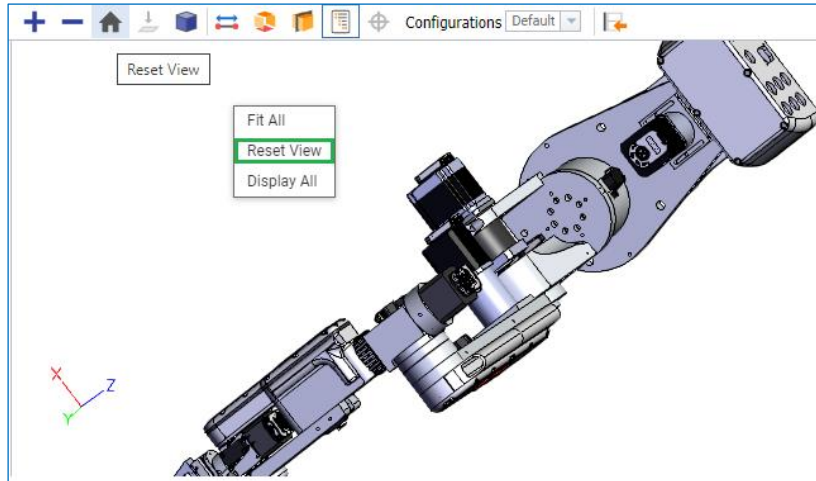 Configurations Default
Reset View
Fit All
Reset View
Display All
X
Z
Y